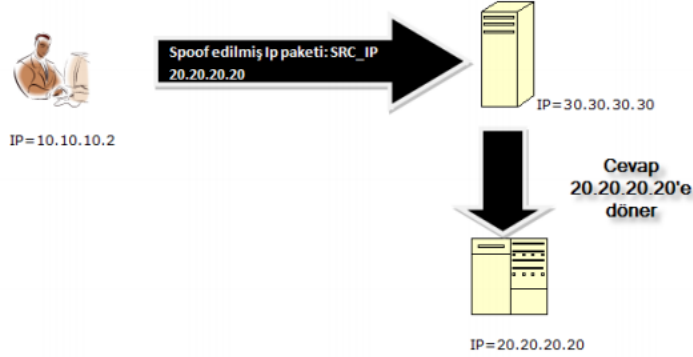 Spoof edilmiş Ip paketi: SRC_IP
20.20.20.20
IP=30.30.30.30
IP=10.10.10.2
Cevap
20.20.20.20'e
döner
IP=20.20.20.20